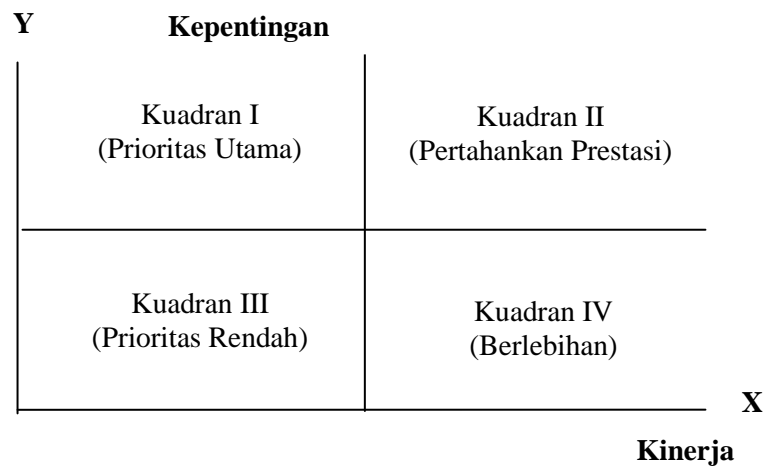 Y
Kepentingan
Kuadran I
(Prioritas Utama)
Kuadran II
(Pertahankan Prestasi)
Kuadran III
(Prioritas Rendah)
Kuadran IV
(Berlebihan)
X
Kinerja